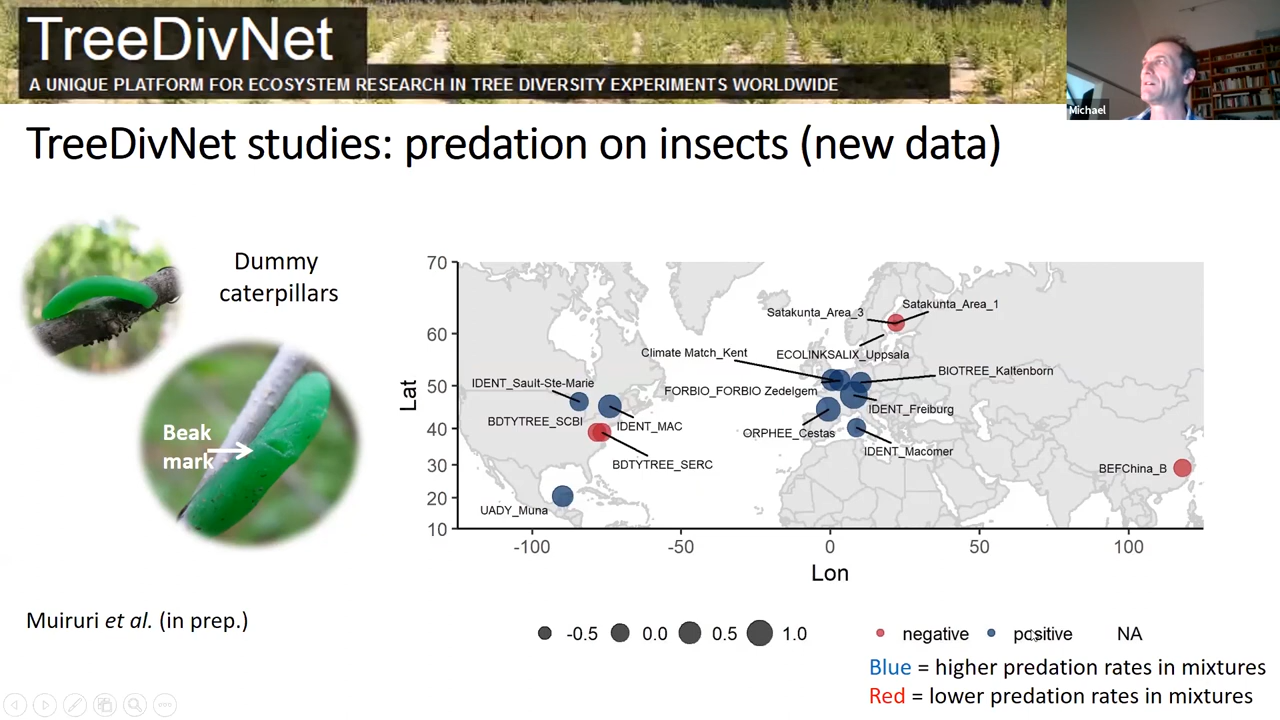 TreeDivNet
A UNIQUE PLATFORM FOR ECOSYSTEM RESEARCH IN TREE DIVERSITY EXPERIMENTS WORLDWIDE
Michael
TreeDivNet studies: predation on insects (new data)
Dummy
caterpillars
Beak
mark
Muiruri et al. (in prep.)
Lat
70
60
50
40
30
20
10
Satakunta_Area_1
Satakunta_Area_3
Climate Match_Kent
ECOLINKSALIX_Uppsala
BIOTREE_Kaltenborn
IDENT_Sault-Ste-Marie
FORBIO_FORBIO Zedelgem
IDENT_Freiburg
BDTYTREE_SCBI
IDENT_MAC
ORPHEE_Cestas
IDENT_Macomer
BDTYTREE_SERC
BEFChina_B
UADY_Muna
-100
-50
0
50
100
Lon
-0.5
0.0
0.5
1.0
negative
positive
NA
Blue = higher predation rates in mixtures
Red = lower predation rates in mixtures